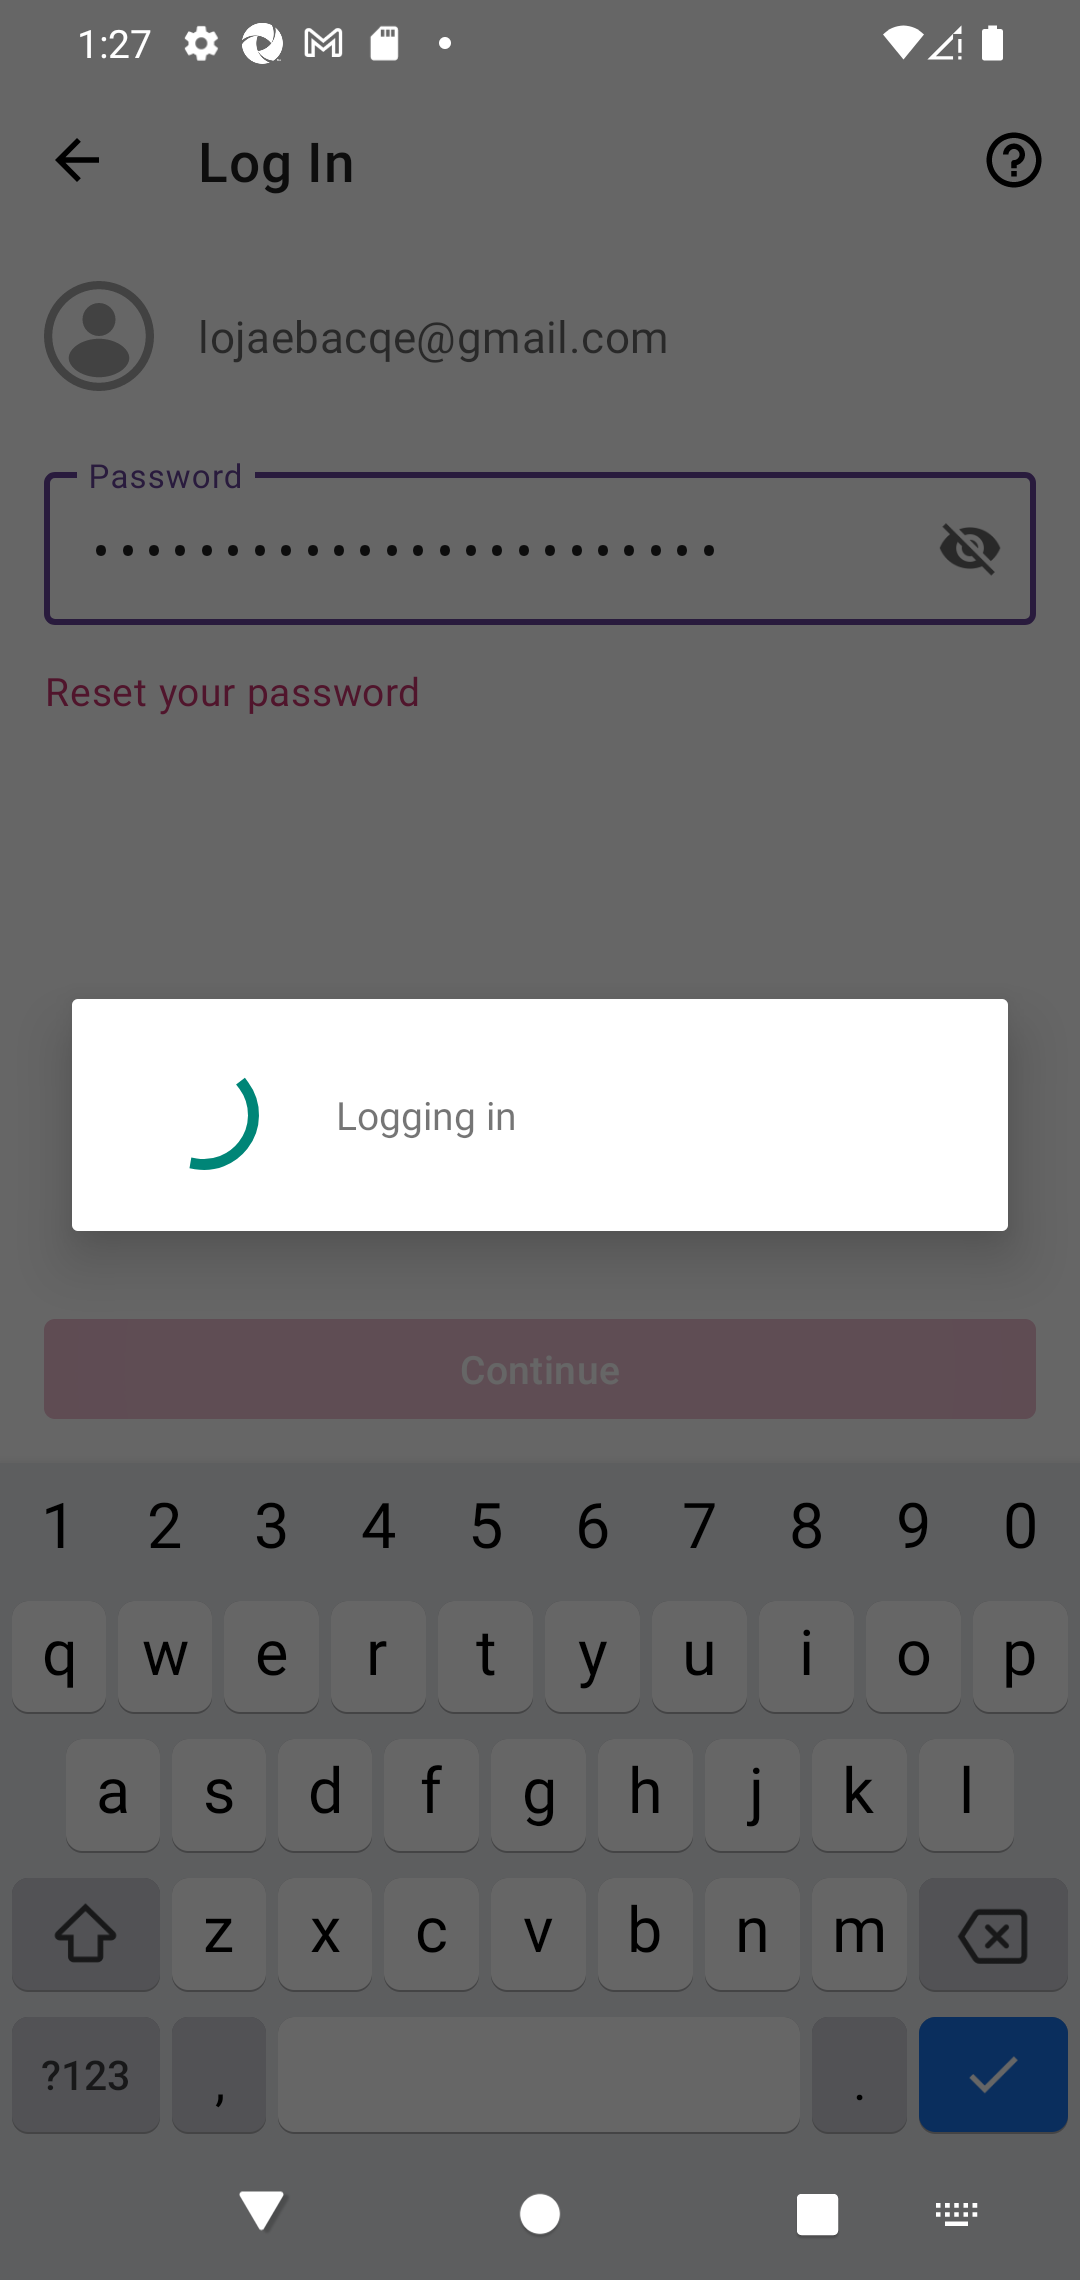 1:27
Log In
lojaebacqe@gmail.com
Password
••••••••••••••••••••••••
Reset your password
Logging in
Continue
1 2 3 4 5 6 7 8 9 0
q w e r t y u i o p
a s d f g h j k l
z x c v b n m
?123 , .